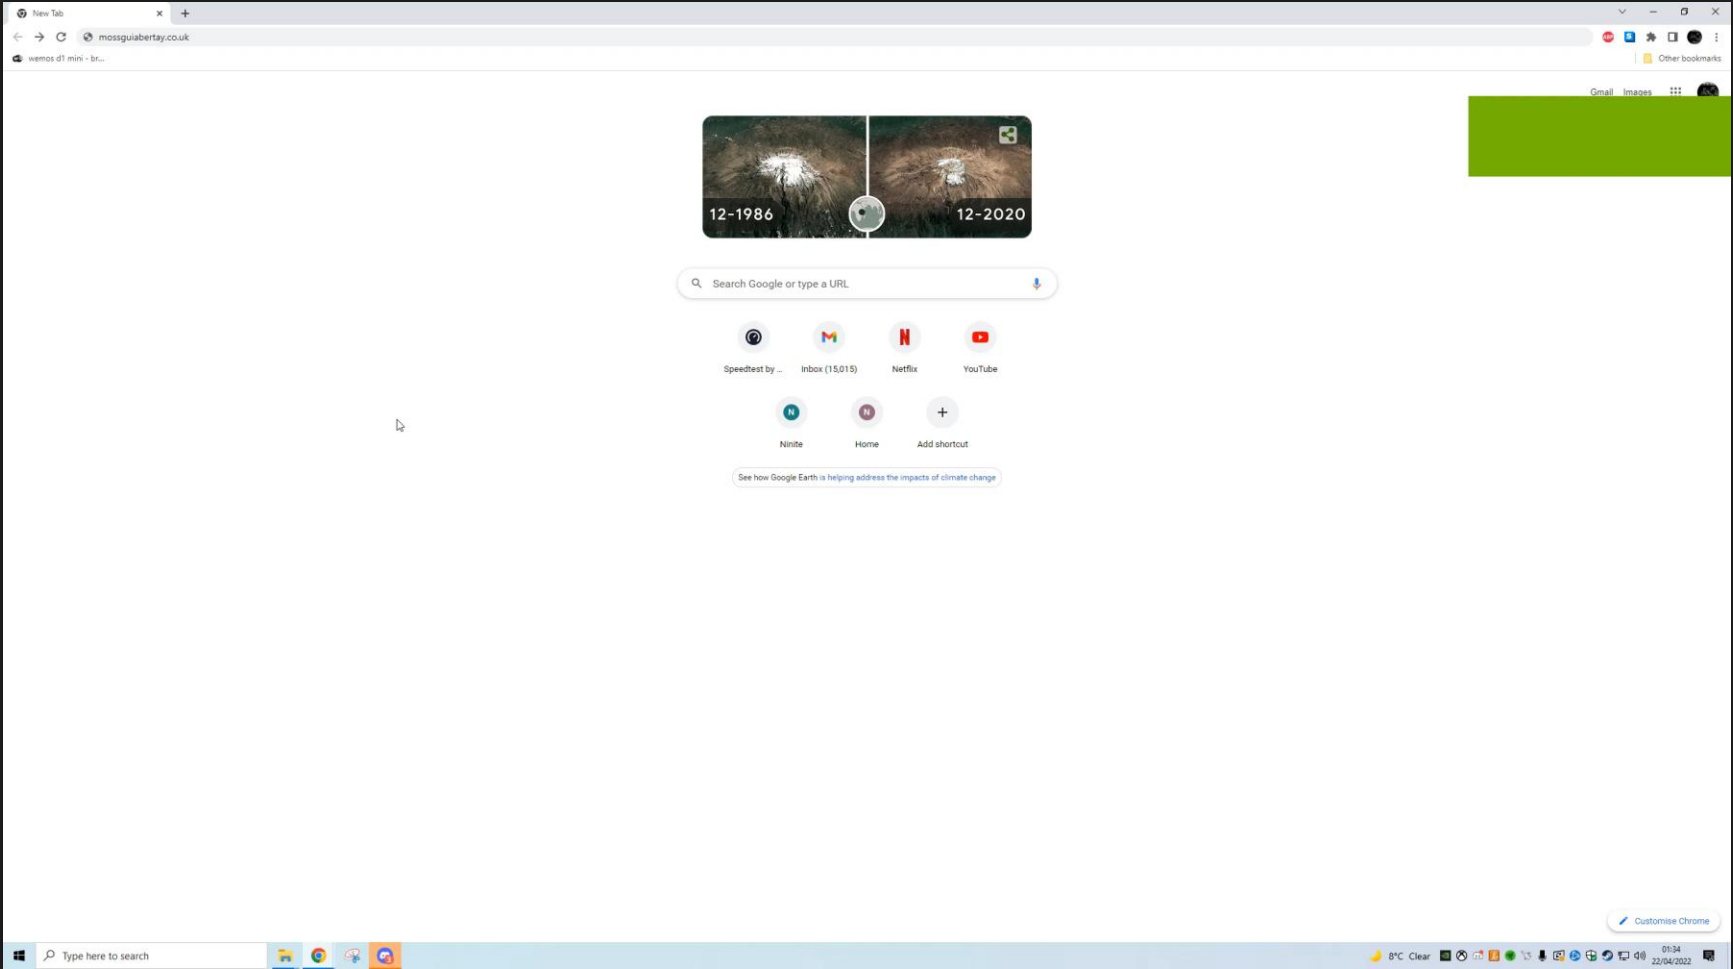 New Tab
mossguiabertay.co.uk
wemos d1 mini - br...
Other bookmarks
Gmail Images
12-1986 12-2020
Search Google or type a URL
Speedtest by ... Inbox (15,015) Netflix YouTube
N N
Ninite Home Add shortcut
See how Google Earth is helping address the impacts of climate change
Customise Chrome
Type here to search
8°C Clear
01:34
22/04/2022